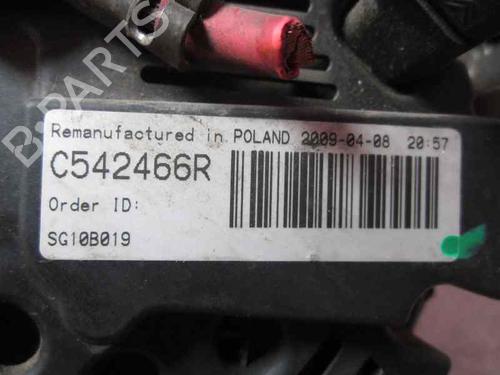 B-PARTS
Remanufactured in POLAND 2009-04-08 20:57
C542466R
Order ID:
SG10B019